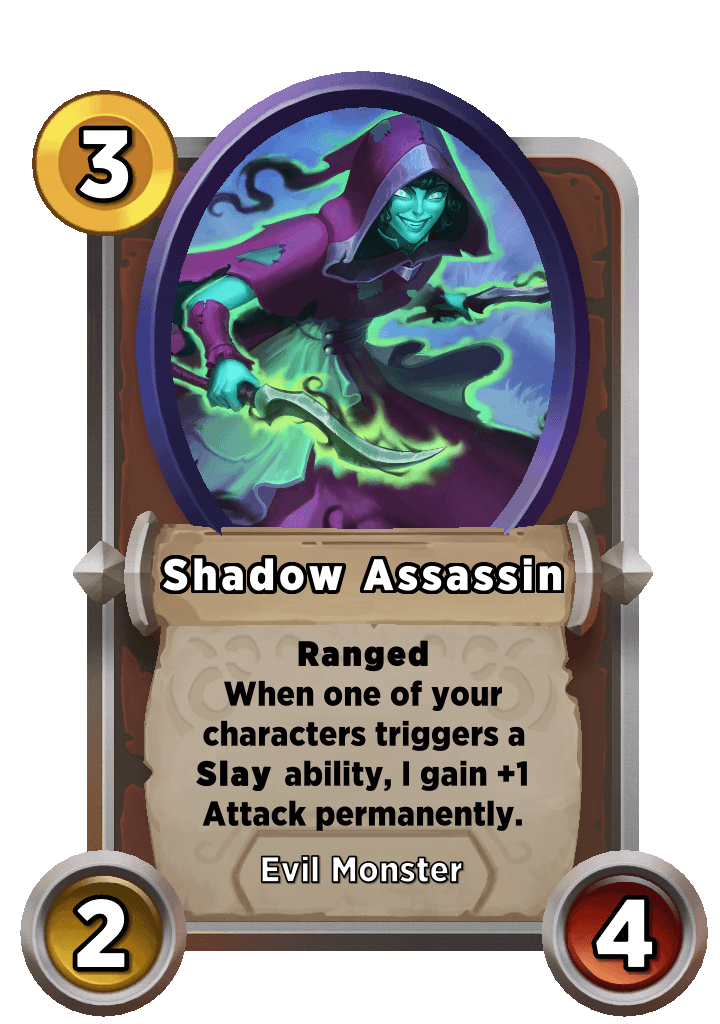 3
Shadow Assassin
Ranged
When one of your
characters triggers a
Slay ability, I gain +1
Attack permanently.
Evil Monster
2
4